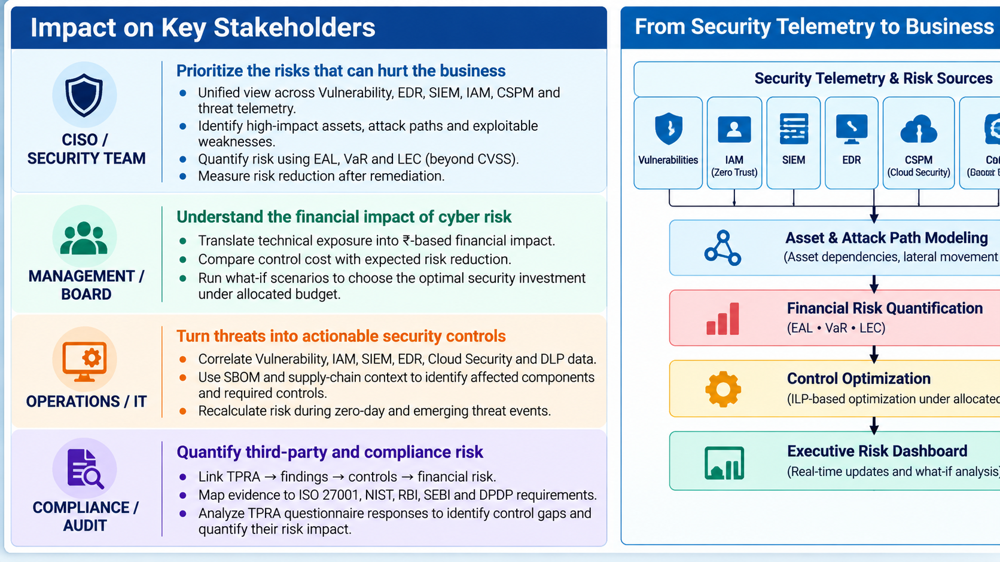 Impact on Key Stakeholders
CISO /
SECURITY TEAM
Prioritize the risks that can hurt the business
• Unified view across Vulnerability, EDR, SIEM, IAM, CSPM and
threat telemetry.
• Identify high-impact assets, attack paths and exploitable
weaknesses.
• Quantify risk using EAL, VaR and LEC (beyond CVSS).
• Measure risk reduction after remediation.
MANAGEMENT /
BOARD
Understand the financial impact of cyber risk
• Translate technical exposure into ₹-based financial impact.
• Compare control cost with expected risk reduction.
• Run what-if scenarios to choose the optimal security investment
under allocated budget.
OPERATIONS / IT
Turn threats into actionable security controls
• Correlate Vulnerability, IAM, SIEM, EDR, Cloud Security and DLP data.
• Use SBOM and supply-chain context to identify affected components
and required controls.
• Recalculate risk during zero-day and emerging threat events.
COMPLIANCE /
AUDIT
Quantify third-party and compliance risk
• Link TPRA → findings → controls → financial risk.
• Map evidence to ISO 27001, NIST, RBI, SEBI and DPDP requirements.
• Analyze TPRA questionnaire responses to identify control gaps and
quantify their risk impact.
From Security Telemetry to Business
Security Telemetry & Risk Sources
Vulnerabilities
IAM
(Zero Trust)
SIEM
EDR
CSPM
(Cloud Security)
Asset & Attack Path Modeling
(Asset dependencies, lateral movement
Financial Risk Quantification
(EAL • VaR • LEC)
Control Optimization
(ILP-based optimization under allocated
Executive Risk Dashboard
(Real-time updates and what-if analysis)